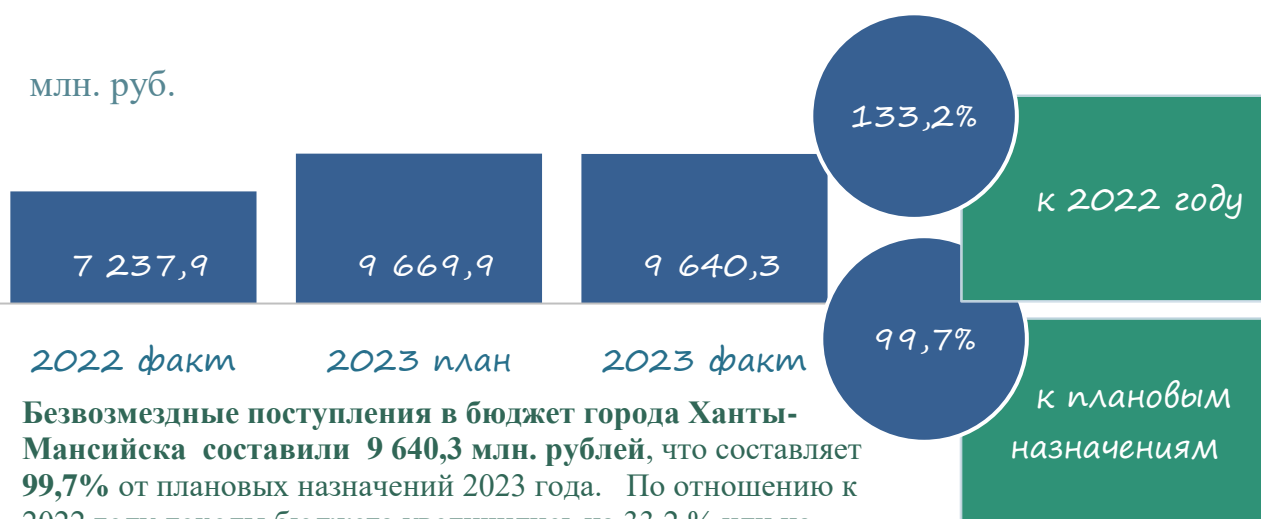 млн. руб.
133,2%
к 2022 году
7 237,9
9 669,9
9 640,3
99,7%
2022 факт
2023 план
2023 факт
к плановым
назначениям
Безвозмездные поступления в бюджет города Ханты-
Мансийска составили 9 640,3 млн. рублей, что составляет
99,7% от плановых назначений 2023 года. По отношению к